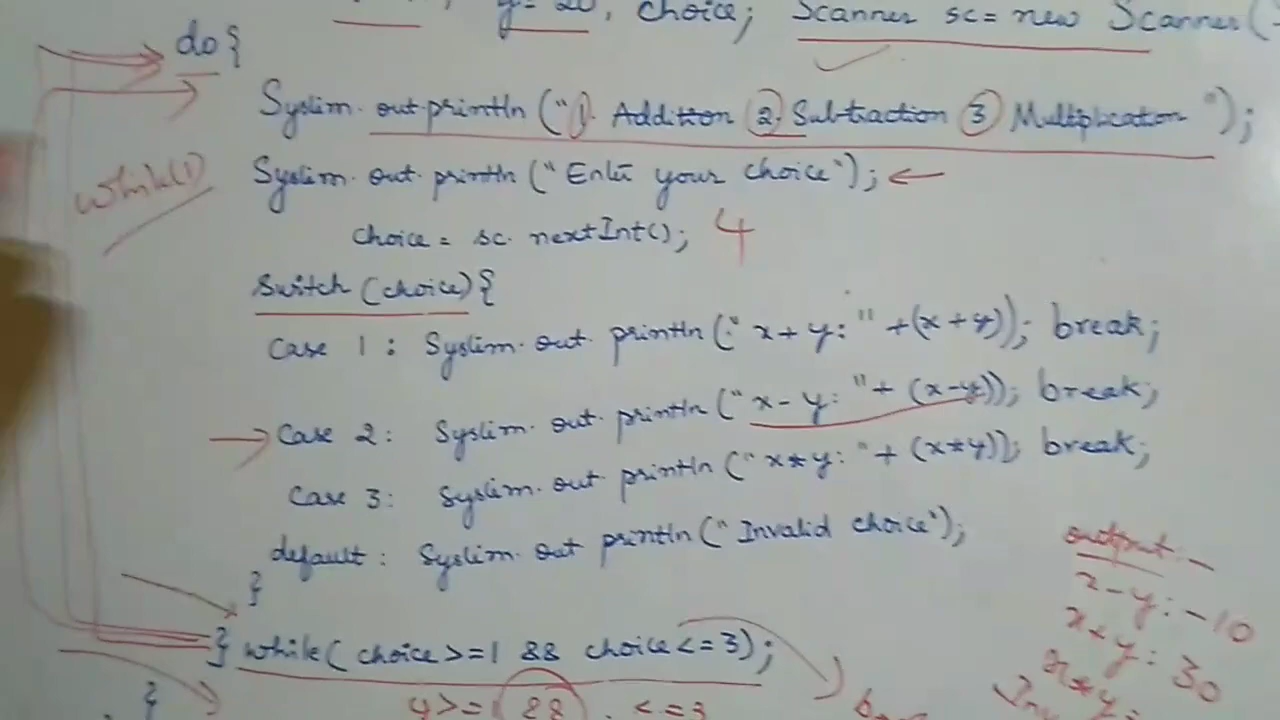 y=20, choice; Scanner sc= new Scanner(
do {
System.out.println("① Addition ② Subtraction ③ Multiplication ");
while(1)
System.out.println("Enter your choice"); ←
choice = sc.nextInt(); 4
switch (choice){
case 1 : System.out.println(" x+y: " +(x+y)); break;
→ case 2: System.out.println("x-y: "+ (x-y)); break;
case 3: System.out println ("x*y: "+ (x*y)); break;
default : System.out println("Invalid choice");
}
output -
x-y: -10
x+y: 30
x*y:
} while( choice>=1 && choice<=3);
}
4>= && <=3